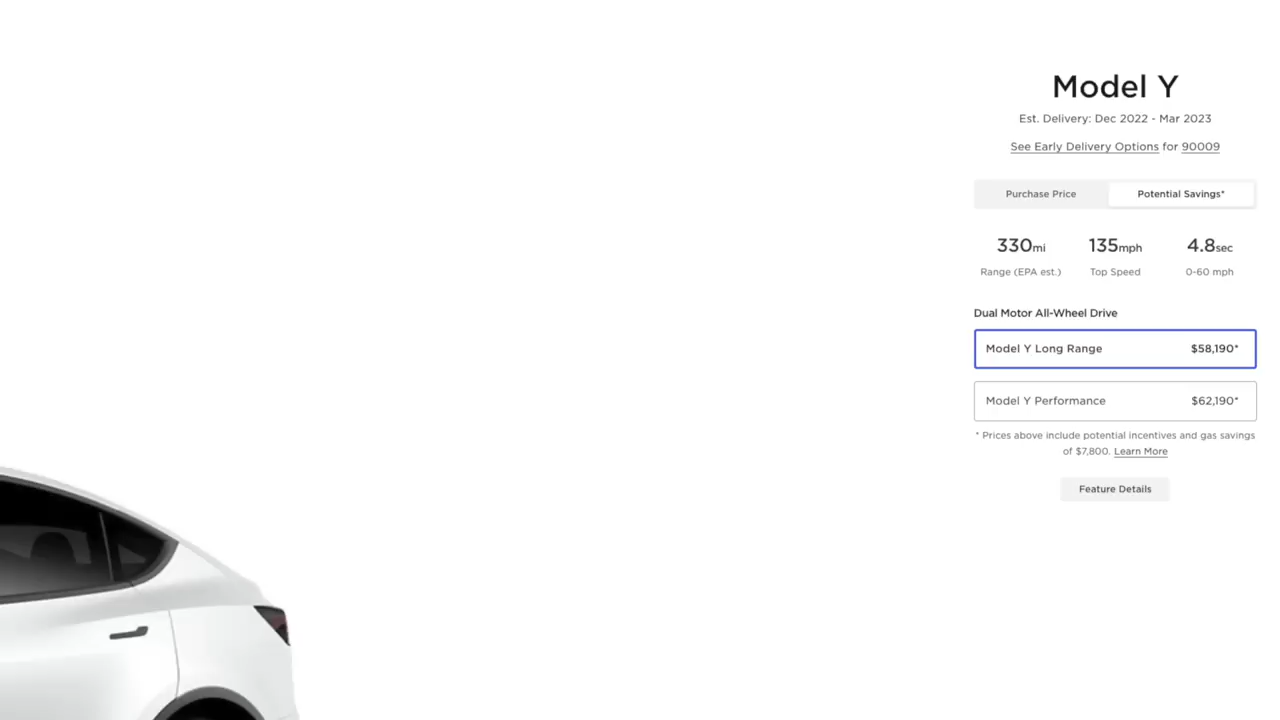 Model Y
Est. Delivery: Dec 2022 - Mar 2023
See Early Delivery Options for 90009
Purchase Price Potential Savings*
330mi 135mph 4.8sec
Range (EPA est.) Top Speed 0-60 mph
Dual Motor All-Wheel Drive
Model Y Long Range $58,190*
Model Y Performance $62,190*
* Prices above include potential incentives and gas savings
of $7,800. Learn More
Feature Details